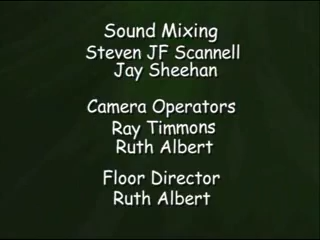 Sound Mixing
Steven JF Scannell
Jay Sheehan
Camera Operators
Ray Timmons
Ruth Albert
Floor Director
Ruth Albert